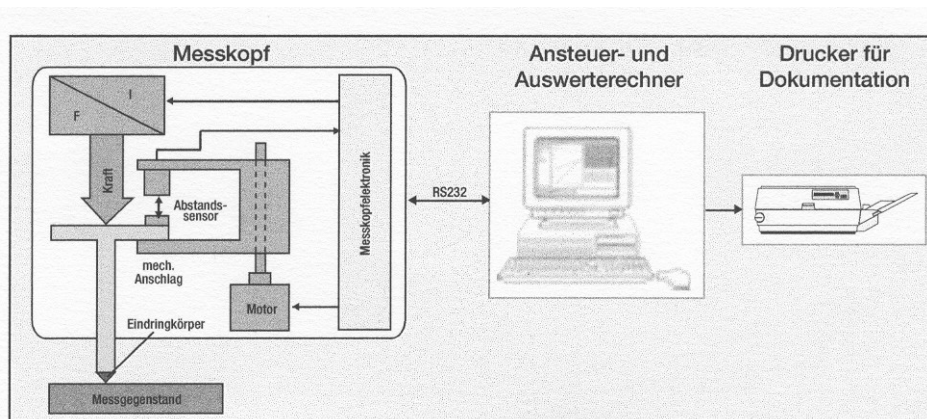 Messkopf
Ansteuer- und
Auswerterechner
Drucker für
Dokumentation
I
F
Kraft
Abstands-
sensor
mech.
Anschlag
Motor
Messkopfelektronik
RS232
Eindringkörper
Messgegenstand